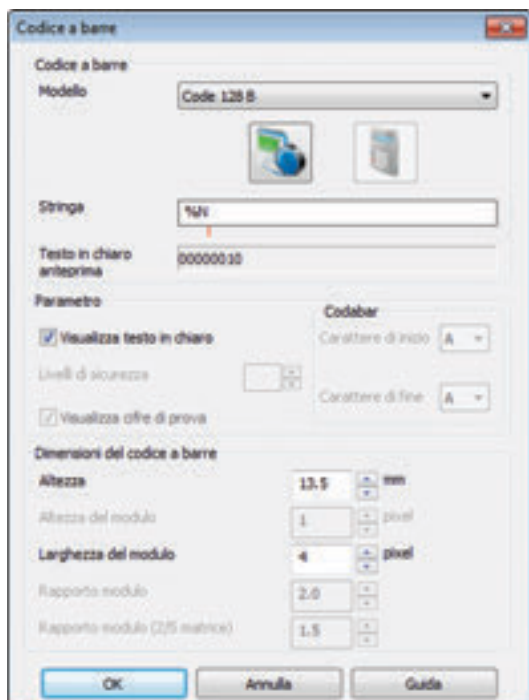 Codice a barre
Codice a barre
Modello
Code 128 B
Stringa
%N
Testo in chiaro
anteprima
00000010
Parametro
Visualizza testo in chiaro
Livelli di sicurezza
Visualizza cifre di prova
Codabar
Carattere di inizio A
Carattere di fine A
Dimensioni del codice a barre
Altezza 13.5 mm
Altezza del modulo 1 pixel
Larghezza del modulo 4 pixel
Rapporto modulo 2.0
Rapporto modulo (2/5 matrice) 1.5
OK Annulla Guida